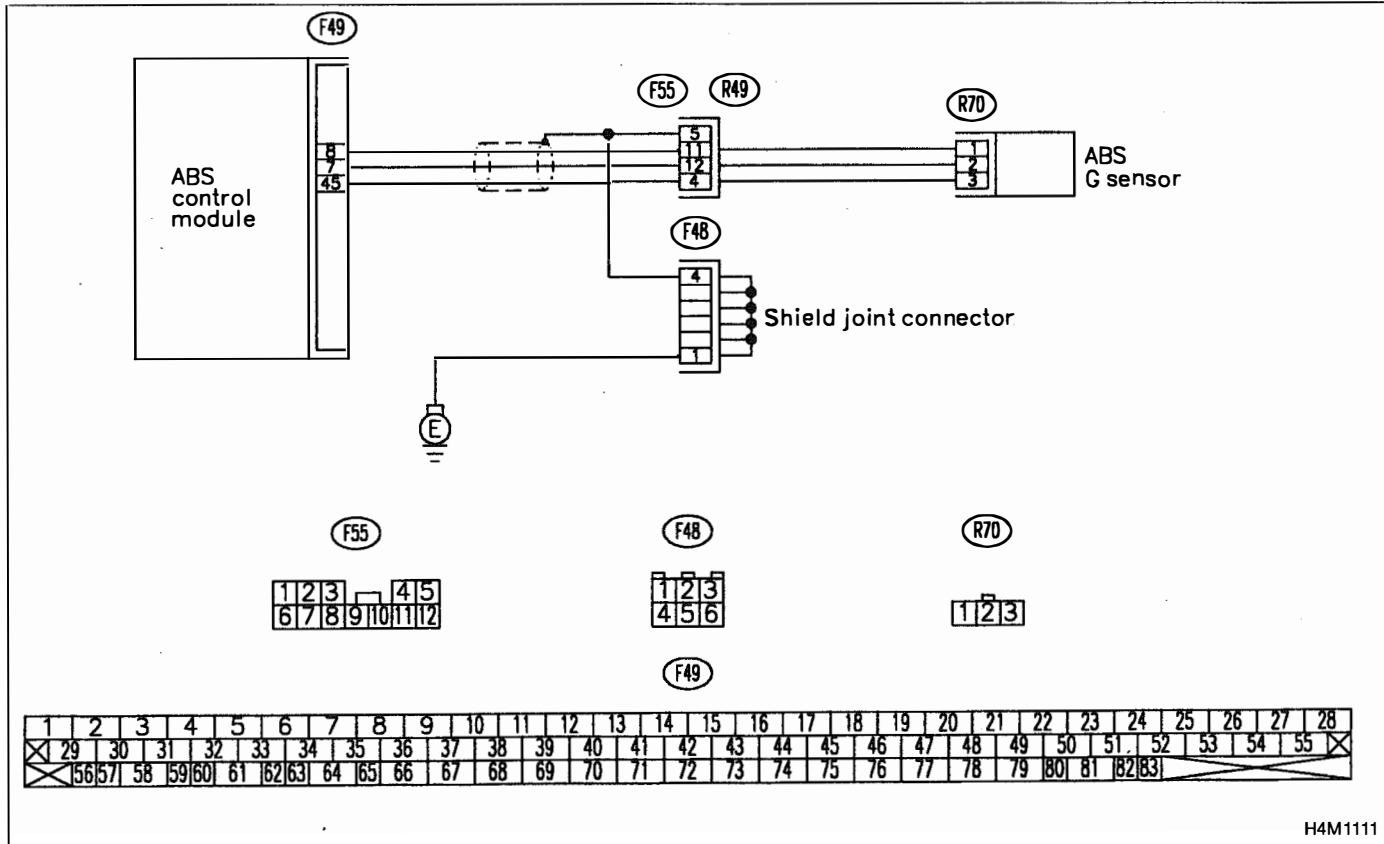 F49
F55 R49
R70
ABS
control
module
8
7
45
5
11
12
4
1
2
3
ABS
G sensor
F48
4
1
Shield joint connector
E
F55 F48 R70
1 2 3 4 5
6 7 8 9 10 11 12
1 2 3
4 5 6
1 2 3
F49
1 2 3 4 5 6 7 8 9 10 11 12 13 14 15 16 17 18 19 20 21 22 23 24 25 26 27 28
29 30 31 32 33 34 35 36 37 38 39 40 41 42 43 44 45 46 47 48 49 50 51 52 53 54 55
56 57 58 59 60 61 62 63 64 65 66 67 68 69 70 71 72 73 74 75 76 77 78 79 80 81 82 83
H4M1111